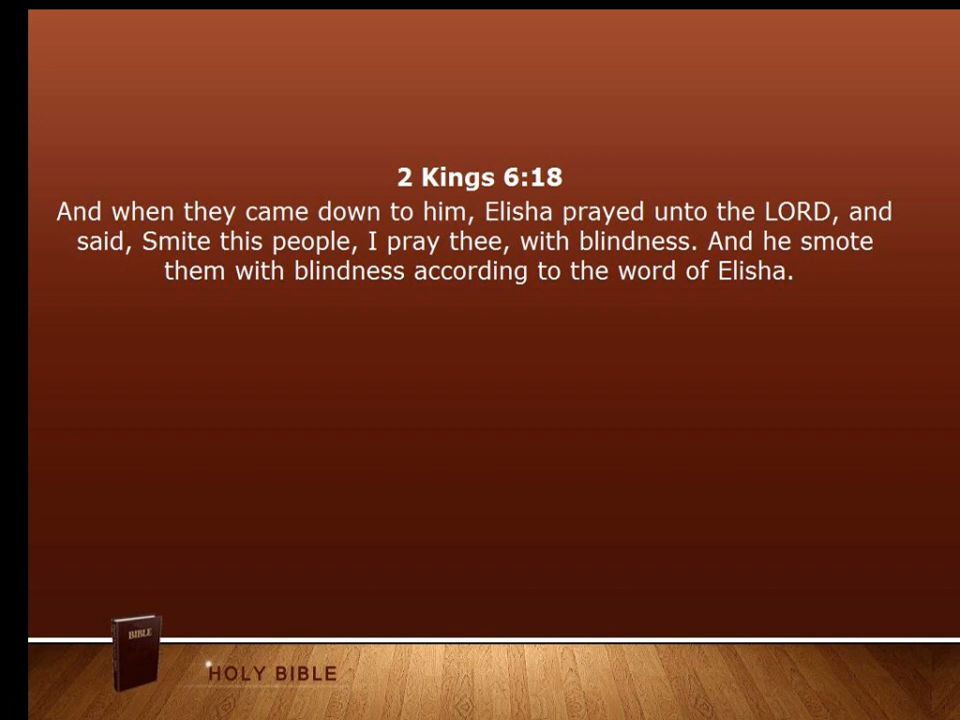 2 Kings 6:18
And when they came down to him, Elisha prayed unto the LORD, and
said, Smite this people, I pray thee, with blindness. And he smote
them with blindness according to the word of Elisha.
BIBLE
HOLY BIBLE